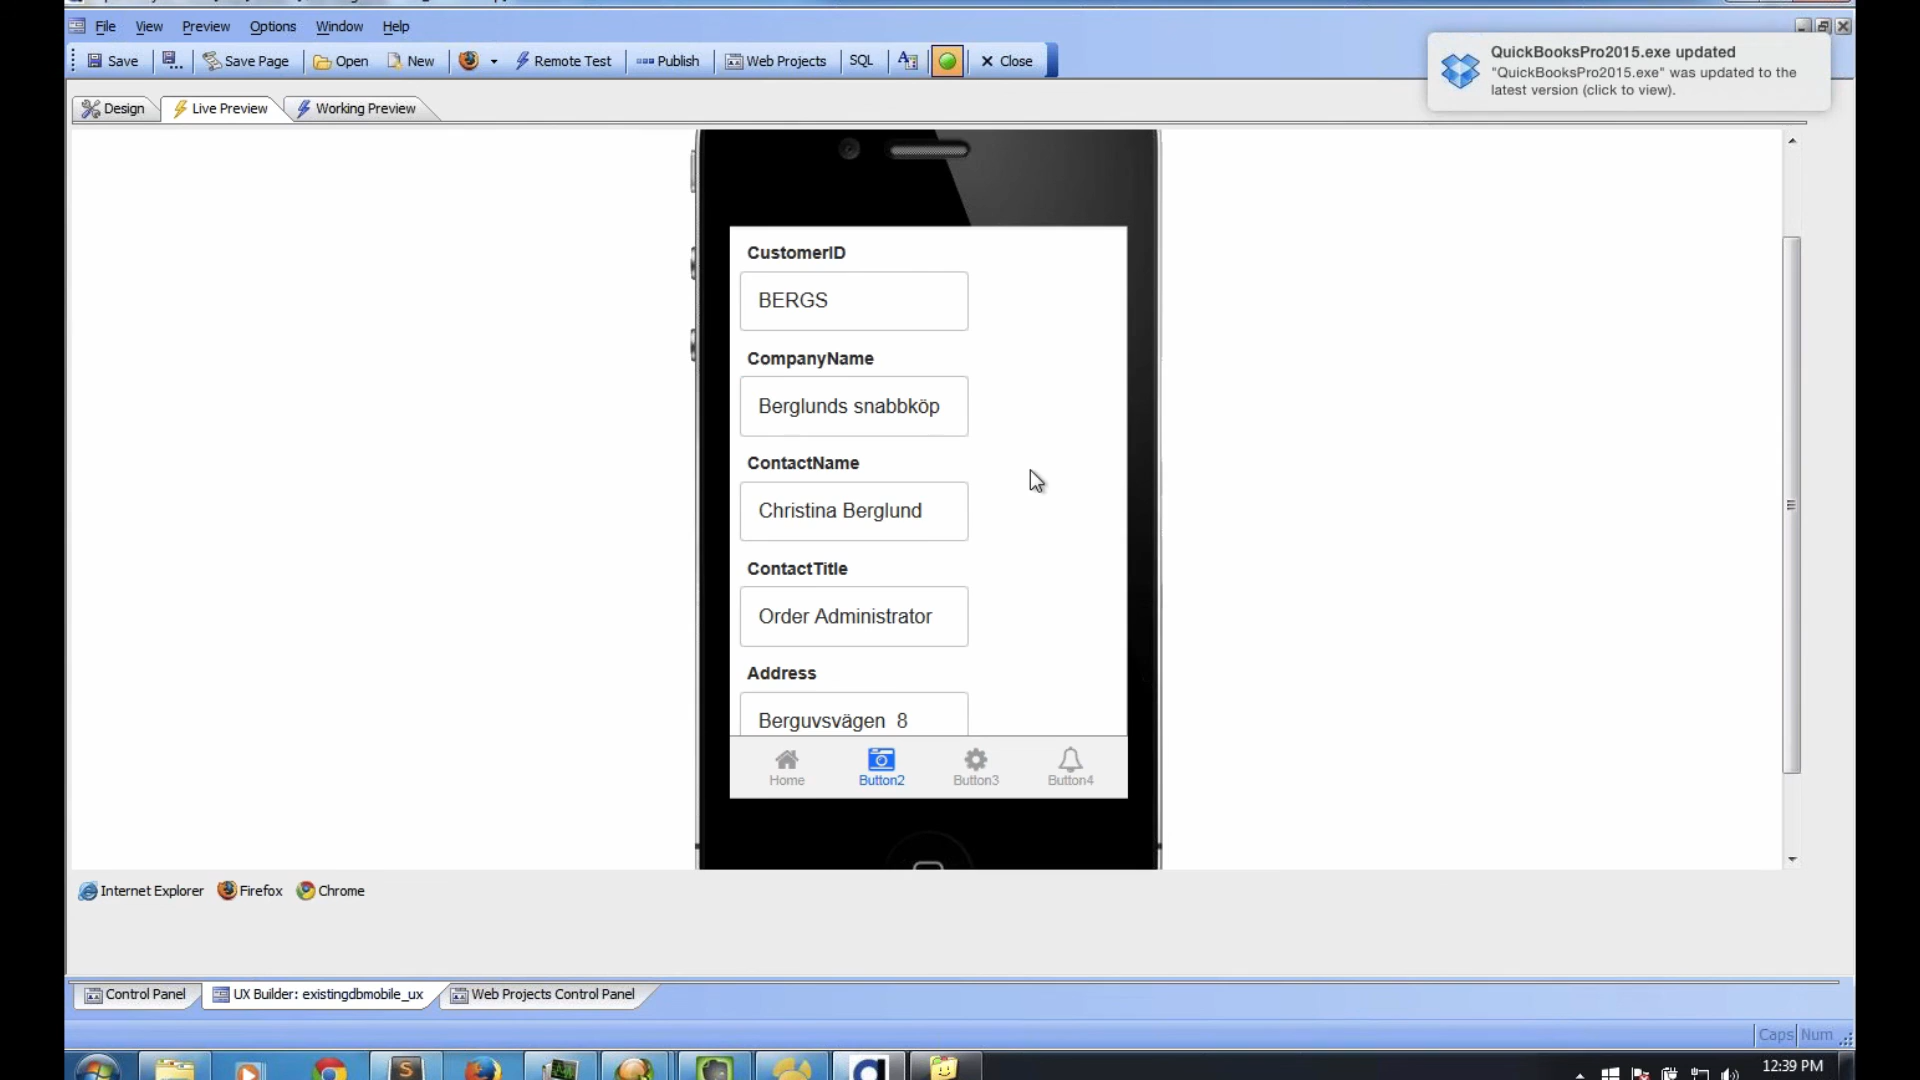 File View Preview Options Window Help
Save Save Page Open New Remote Test Publish Web Projects SQL Close
QuickBooksPro2015.exe updated
"QuickBooksPro2015.exe" was updated to the
latest version (click to view).
Design Live Preview Working Preview
CustomerID
BERGS
CompanyName
Berglunds snabbköp
ContactName
Christina Berglund
ContactTitle
Order Administrator
Address
Berguvsvägen 8
Home Button2 Button3 Button4
Internet Explorer Firefox Chrome
Control Panel UX Builder: existingdbmobile_ux Web Projects Control Panel
Caps Num
12:39 PM